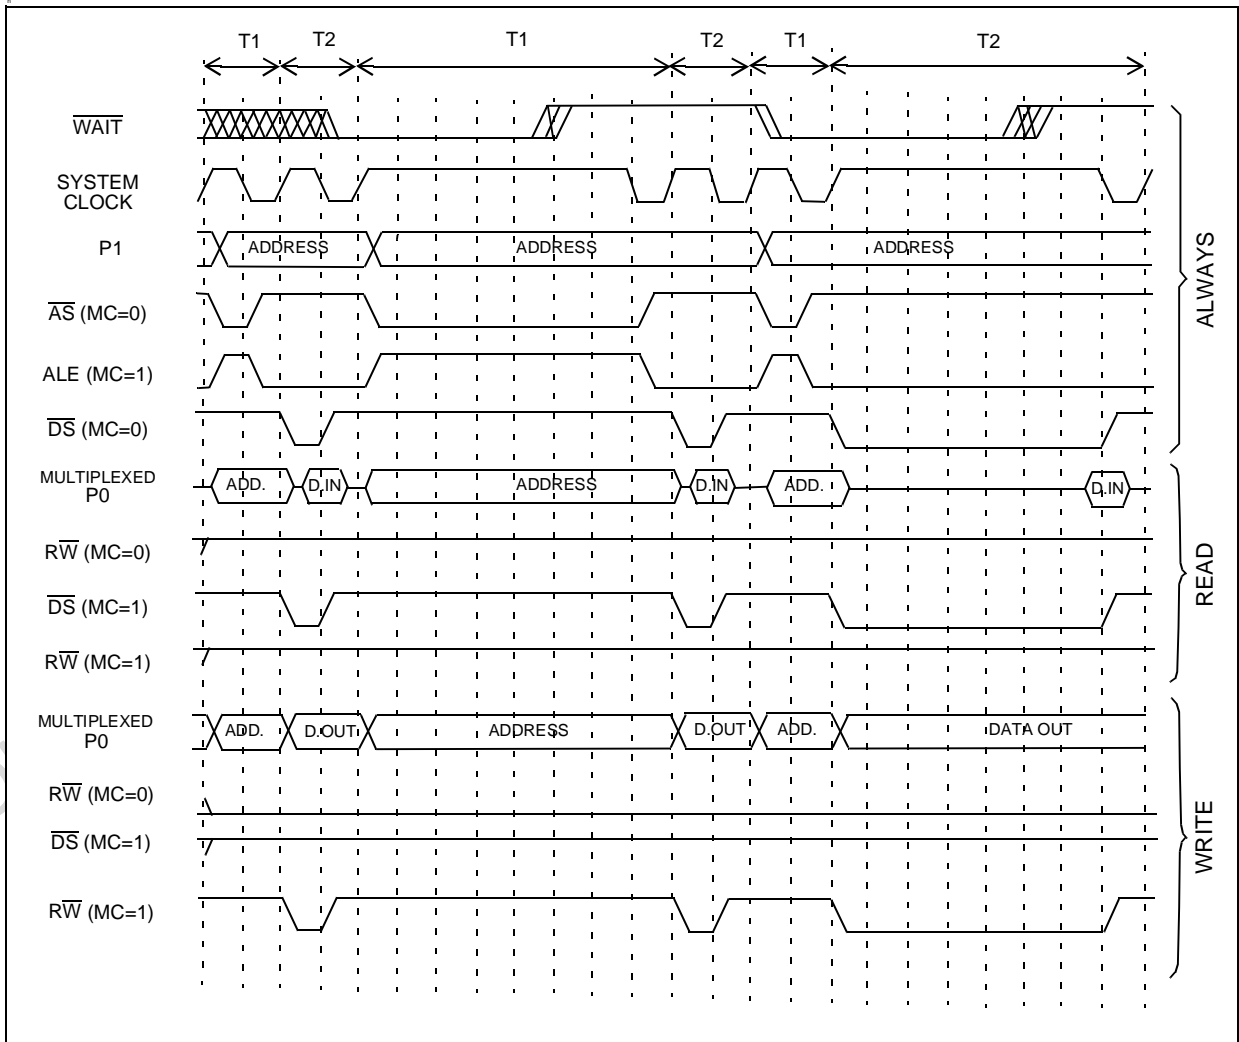 T1 T2 T1 T2 T1 T2
WAIT
SYSTEM
CLOCK
P1 ADDRESS ADDRESS ADDRESS
AS (MC=0)
ALE (MC=1)
DS (MC=0)
ALWAYS
MULTIPLEXED
P0
ADD. D.IN ADDRESS D.IN ADD. D.IN
RW (MC=0)
DS (MC=1)
RW (MC=1)
READ
MULTIPLEXED
P0
ADD. D.OUT ADDRESS D.OUT ADD. DATA OUT
RW (MC=0)
DS (MC=1)
RW (MC=1)
WRITE